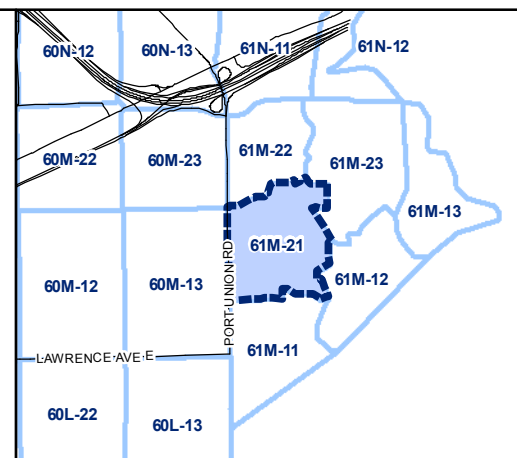 60N-12
60N-13
61N-11
61N-12
60M-22
60M-23
61M-22
61M-23
61M-13
61M-21
60M-12
60M-13
61M-12
PORT UNION RD
61M-11
LAWRENCE AVE E
60L-22
60L-13